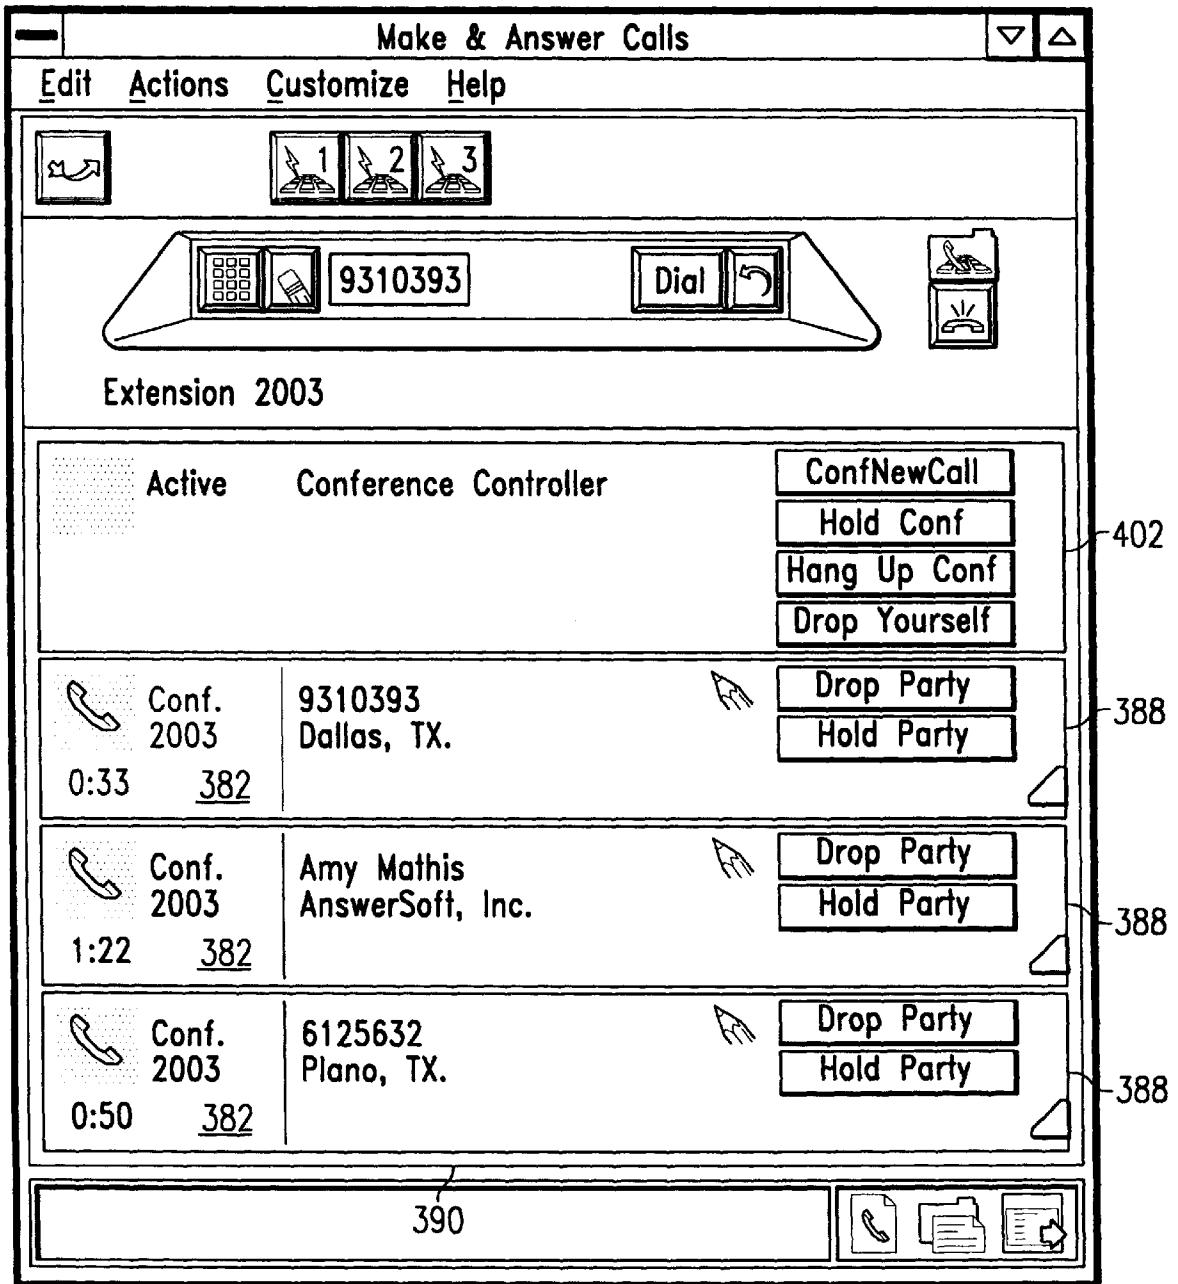 Make & Answer Calls
Edit Actions Customize Help
1 2 3
9310393 Dial
Extension 2003
Active Conference Controller
ConfNewCall
Hold Conf
Hang Up Conf
Drop Yourself
402
Conf. 9310393 Drop Party
2003 Dallas, TX. Hold Party
0:33 382
388
Conf. Amy Mathis Drop Party
2003 AnswerSoft, Inc. Hold Party
1:22 382
388
Conf. 6125632 Drop Party
2003 Plano, TX. Hold Party
0:50 382
388
390